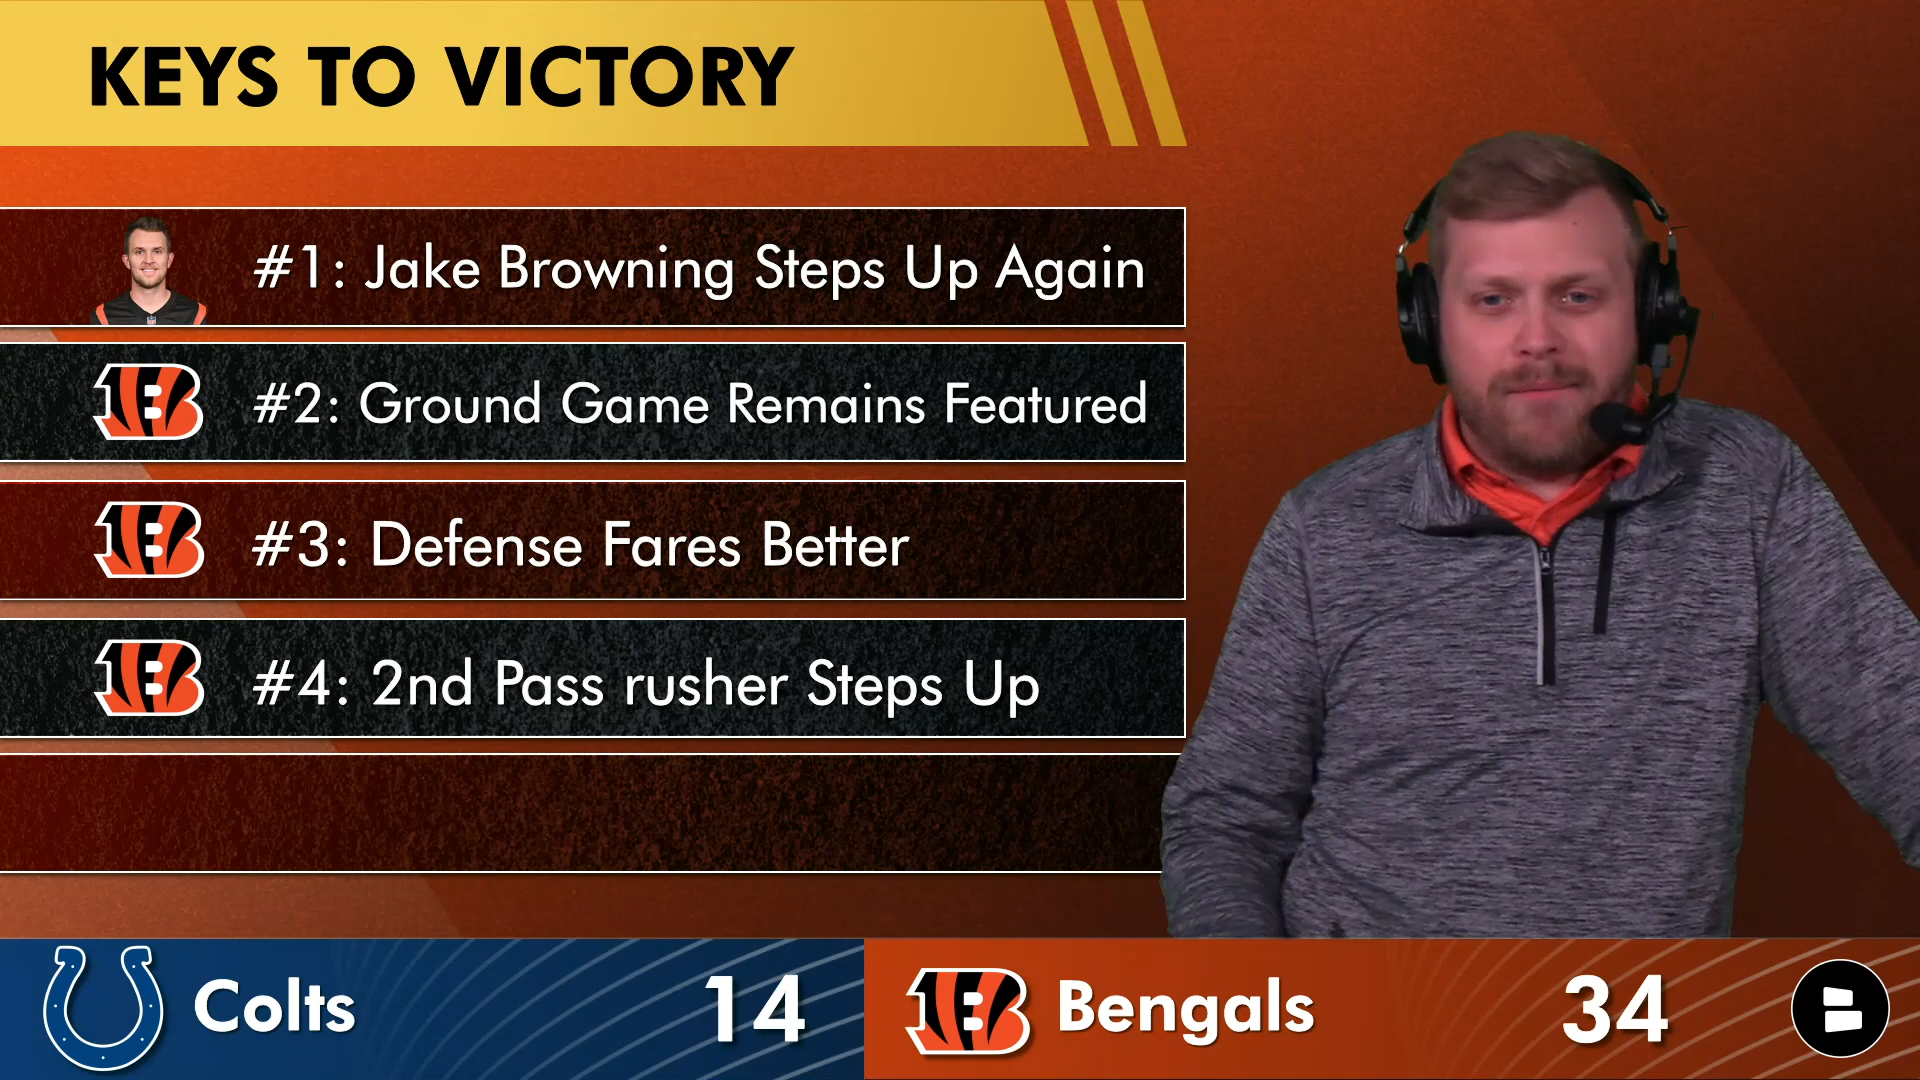 KEYS TO VICTORY
#1: Jake Browning Steps Up Again
#2: Ground Game Remains Featured
#3: Defense Fares Better
#4: 2nd Pass rusher Steps Up
Colts 14 Bengals 34